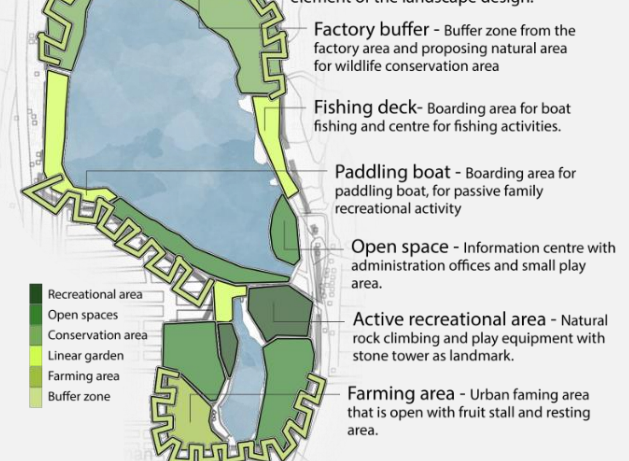 element of the landscape design.
Factory buffer - Buffer zone from the
factory area and proposing natural area
for wildlife conservation area
Fishing deck- Boarding area for boat
fishing and centre for fishing activities.
Paddling boat - Boarding area for
paddling boat, for passive family
recreational activity
Open space - Information centre with
administration offices and small play
area.
Recreational area
Open spaces
Conservation area
Linear garden
Farming area
Buffer zone
Active recreational area - Natural
rock climbing and play equipment with
stone tower as landmark.
Farming area - Urban faming area
that is open with fruit stall and resting
area.